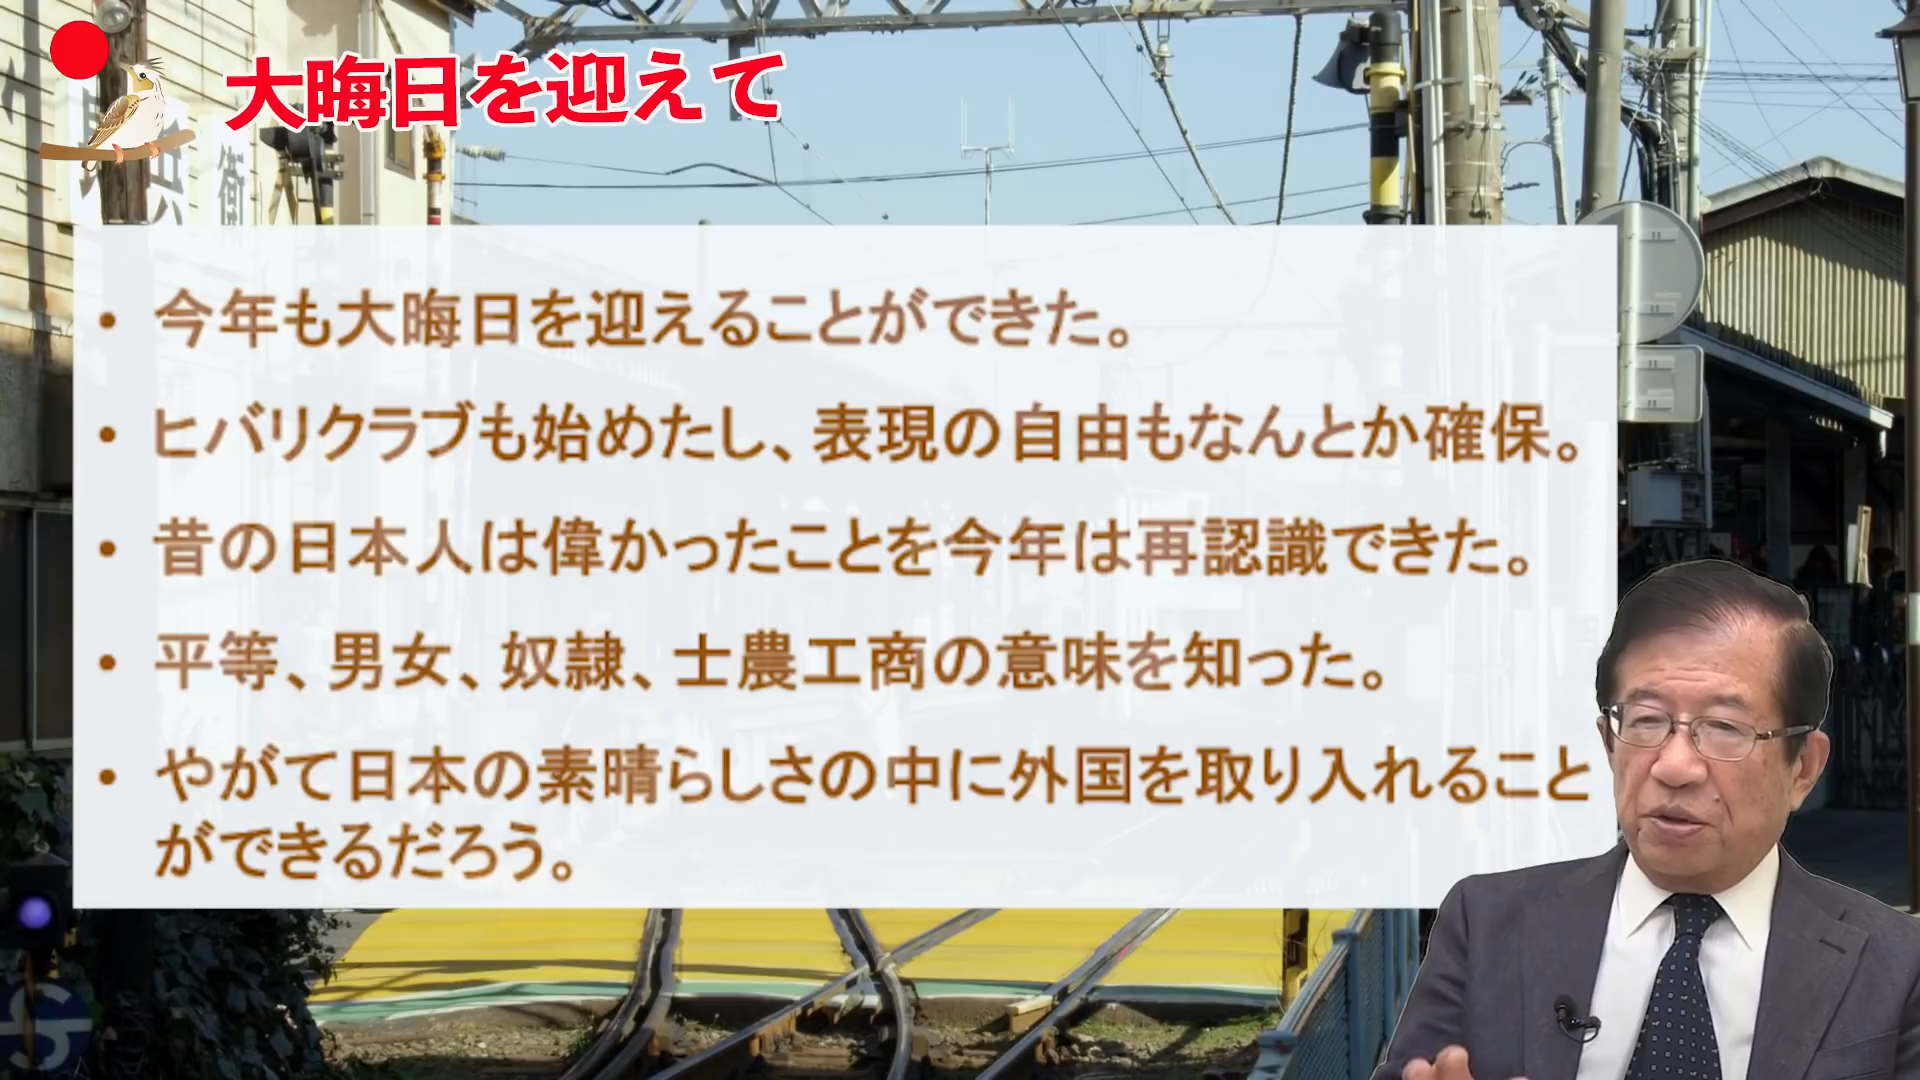 大晦日を迎えて
• 今年も大晦日を迎えることができた。
• ヒバリクラブも始めたし、表現の自由もなんとか確保。
• 昔の日本人は偉かったことを今年は再認識できた。
• 平等、男女、奴隷、士農工商の意味を知った。
• やがて日本の素晴らしさの中に外国を取り入れること
ができるだろう。